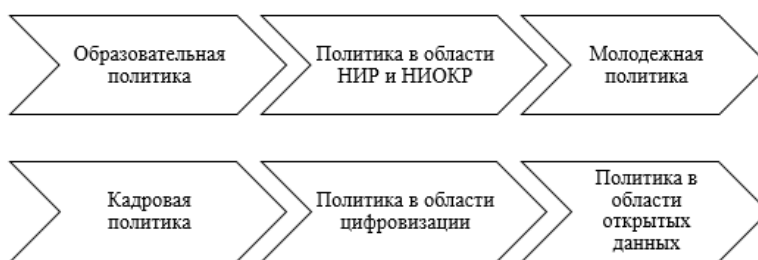 Образовательная
политика
Политика в области
НИР и НИОКР
Молодежная
политика
Кадровая
политика
Политика в области
цифровизации
Политика в
области
открытых
данных